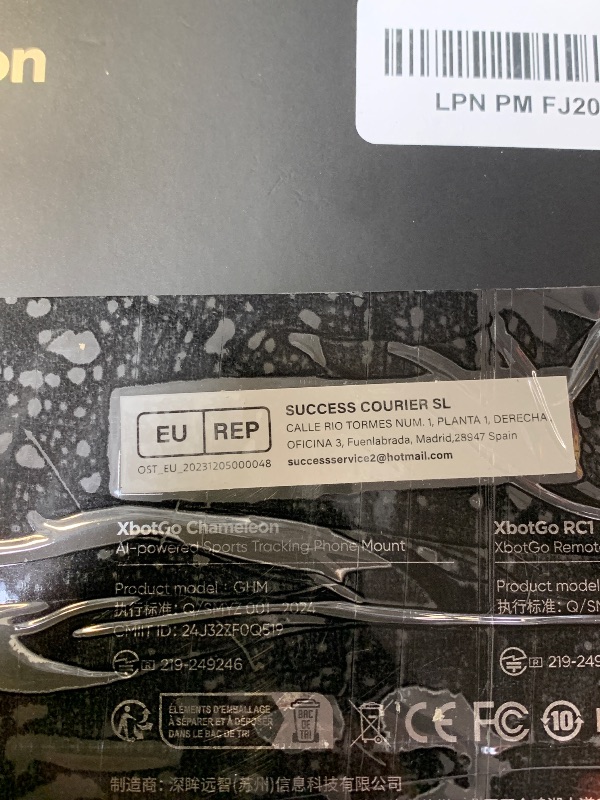 on
LPN PM FJ20
EU REP
SUCCESS COURIER SL
CALLE RIO TORMES NUM. 1, PLANTA 1, DERECHA,
OFICINA 3, Fuenlabrada, Madrid,28947 Spain
OST_EU_20231205000048
successservice2@hotmail.com
XbotGo Chameleon
AI-powered Sports Tracking Phone Mount
Product model : GHM
执行标准: Q/SMYZ 001-2024
CMIIT ID: 24J32ZF0Q519
R 219-249246
XbotGo RC1
XbotGo Remot
Product model
执行标准: Q/SM
R 219-249
ÉLÉMENTS D'EMBALLAGE
À SÉPARER ET À DÉPOSER
DANS LE BAC DE TRI
BAC
DE
TRI
CE FC 10
制造商: 深眸远智(苏州)信息科技有限公司